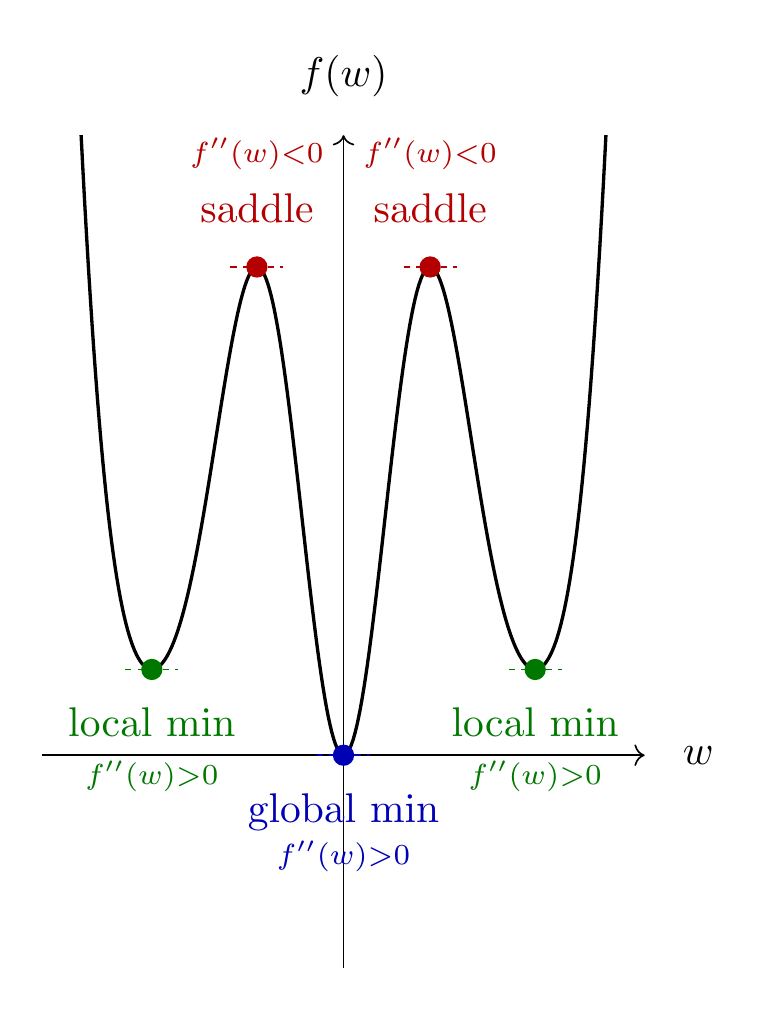 f(w)
f''(w)<0
f''(w)<0
saddle
saddle
local min
local min
w
f''(w)>0
f''(w)>0
global min
f''(w)>0